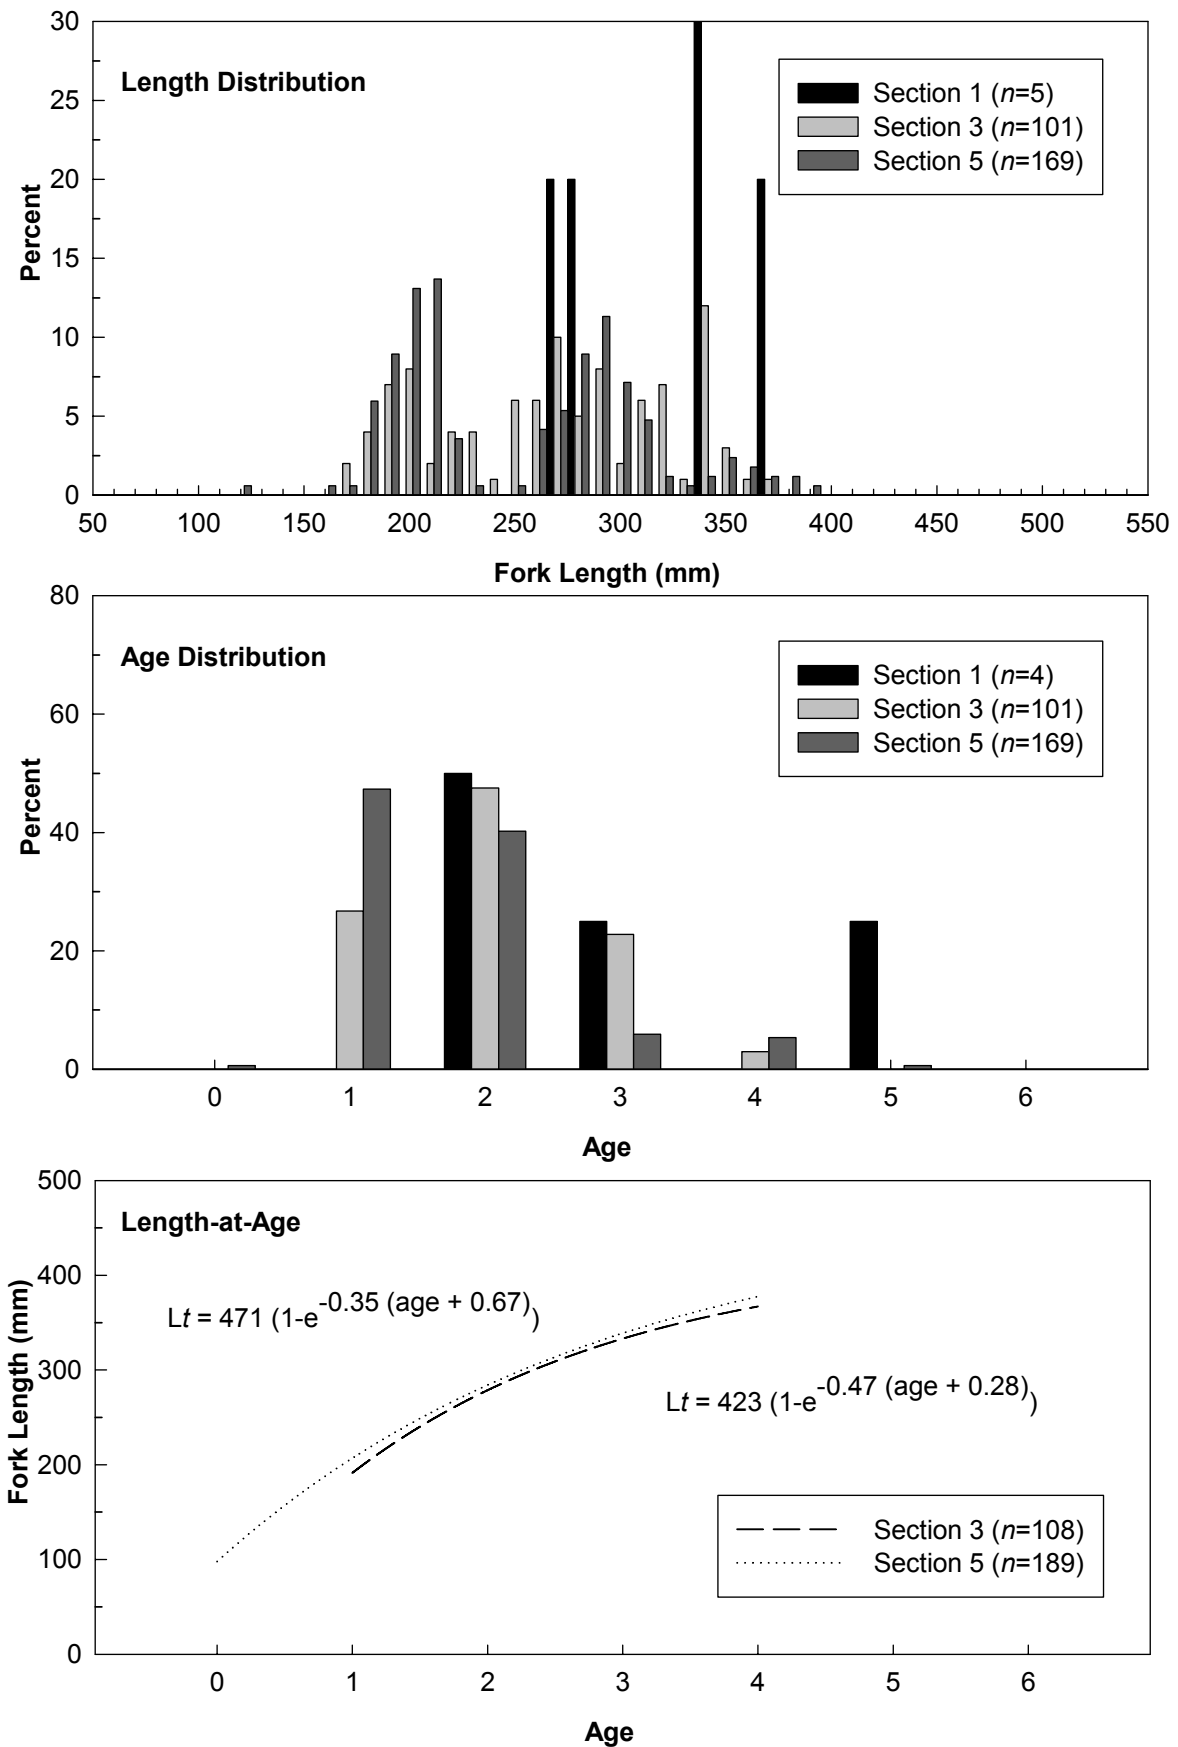 30
Length Distribution
25
20
15
10
5
0
Percent
Section 1 (n=5)
Section 3 (n=101)
Section 5 (n=169)
50 100 150 200 250 300 350 400 450 500 550
Fork Length (mm)
80
Age Distribution
60
40
20
0
Percent
Section 1 (n=4)
Section 3 (n=101)
Section 5 (n=169)
0 1 2 3 4 5 6
Age
500
Length-at-Age
400
300
200
100
0
Fork Length (mm)
Lt = 471 (1-e-0.35 (age + 0.67))
Lt = 423 (1-e-0.47 (age + 0.28))
Section 3 (n=108)
Section 5 (n=189)
0 1 2 3 4 5 6
Age